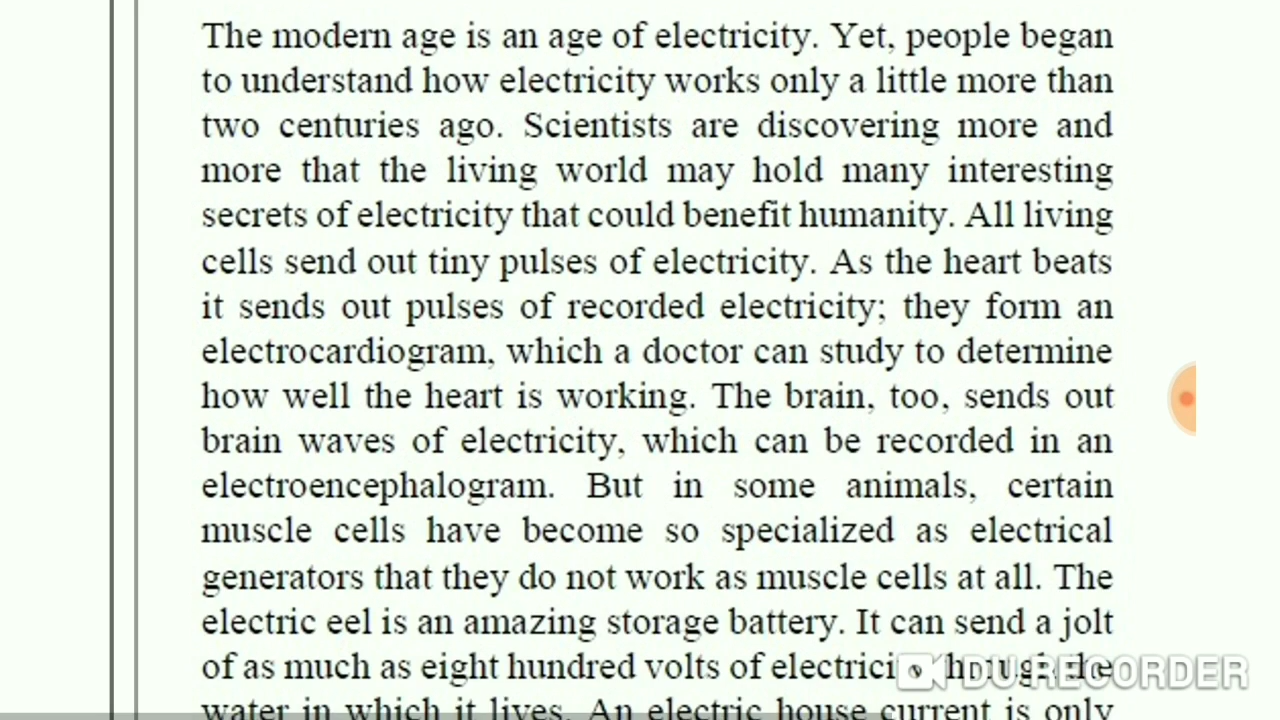 The modern age is an age of electricity. Yet, people began
to understand how electricity works only a little more than
two centuries ago. Scientists are discovering more and
more that the living world may hold many interesting
secrets of electricity that could benefit humanity. All living
cells send out tiny pulses of electricity. As the heart beats
it sends out pulses of recorded electricity; they form an
electrocardiogram, which a doctor can study to determine
how well the heart is working. The brain, too, sends out
brain waves of electricity, which can be recorded in an
electroencephalogram. But in some animals, certain
muscle cells have become so specialized as electrical
generators that they do not work as muscle cells at all. The
electric eel is an amazing storage battery. It can send a jolt
of as much as eight hundred volts of the
DU RECORDER
water in which it lives. An electric house current is only